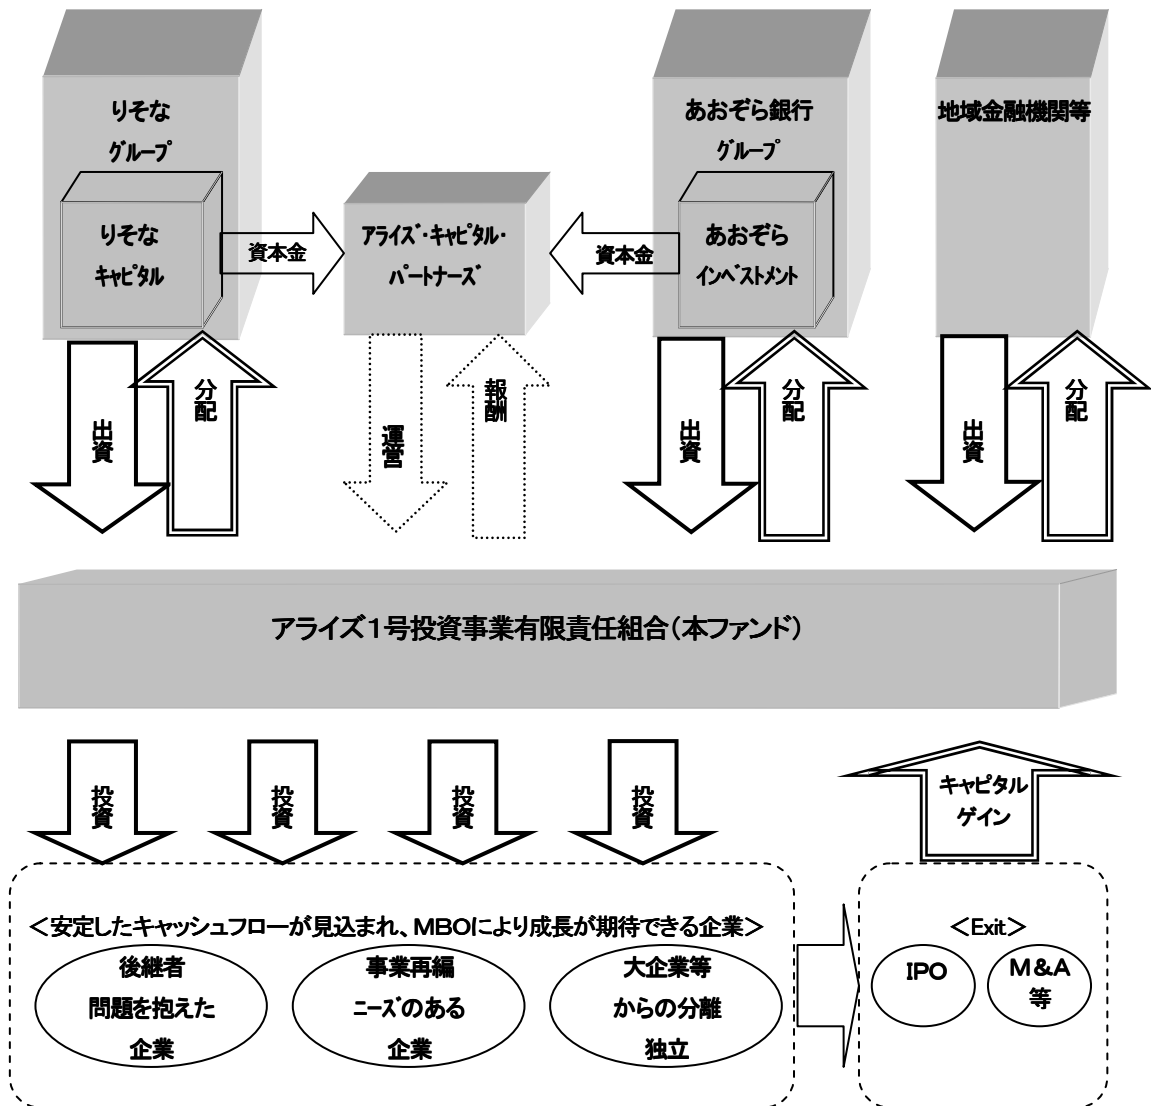 りそな
グループ
りそな
キャピタル
資本金
アライズ・キャピタル・
パートナーズ
資本金
あおぞら銀行
グループ
あおぞら
インベストメント
地域金融機関等
出資
分配
運営
報酬
出資
分配
出資
分配
アライズ1号投資事業有限責任組合(本ファンド)
投資
投資
投資
投資
キャピタル
ゲイン
<安定したキャッシュフローが見込まれ、MBOにより成長が期待できる企業>
後継者
問題を抱えた
企業
事業再編
ニーズのある
企業
大企業等
からの分離
独立
<Exit>
IPO
M&A
等